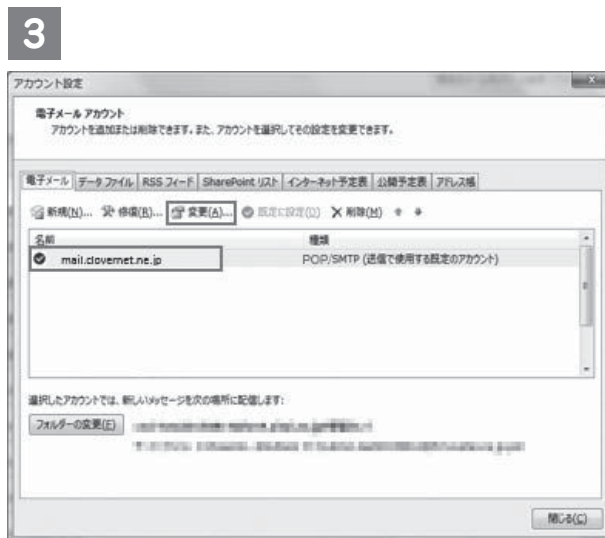 3
アカウント設定
電子メール アカウント
アカウントを追加または削除できます。また、アカウントを選択してその設定を変更できます。
電子メール データ ファイル RSS フィード SharePoint リスト インターネット予定表 公開予定表 アドレス帳
新規(N)... 修復(R)... 変更(A)... 既定に設定(D) 削除(M)
名前 種類
mail.clovernet.ne.jp POP/SMTP (送信で使用する既定のアカウント)
選択したアカウントでは、新しいメッセージを次の場所に配信します:
フォルダーの変更(F)
閉じる(C)